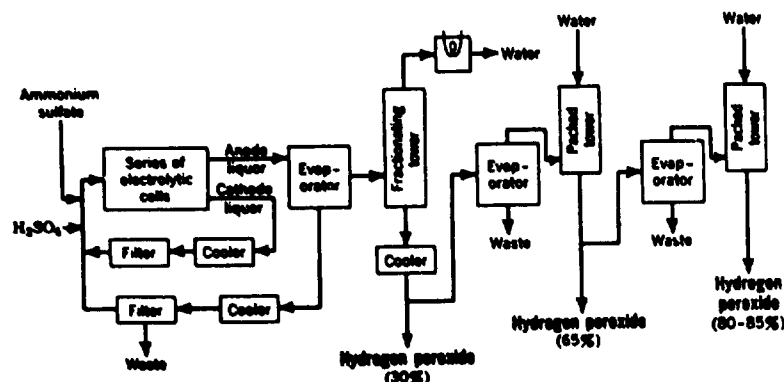 Ammonium
sulfate
H₂SO₄
Series of
electrolytic
cells
Anode
liquor
Cathode
liquor
Filter
Cooler
Filter
Cooler
Waste
Evap-
orator
Fractionating
tower
Water
Cooler
Hydrogen peroxide
(30%)
Evap-
orator
Waste
Water
Packed
tower
Hydrogen peroxide
(65%)
Evap-
orator
Waste
Water
Packed
tower
Hydrogen
peroxide
(80-85%)